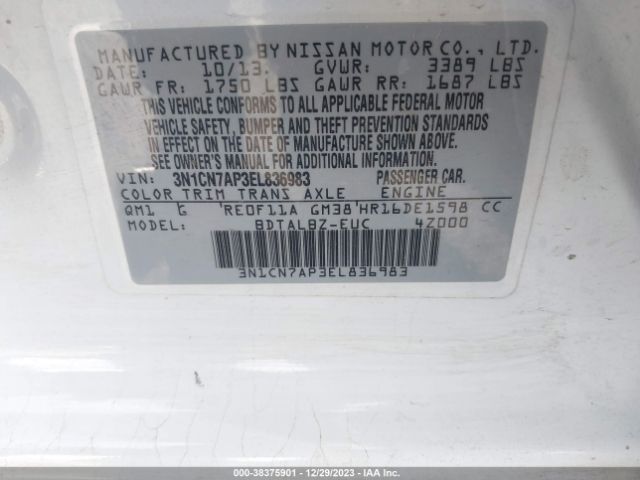 MANUFACTURED BY NISSAN MOTOR CO., LTD.
DATE: 10/13. GVWR: 3389 LBS
GAWR FR: 1750 LBS GAWR RR: 1687 LBS
THIS VEHICLE CONFORMS TO ALL APPLICABLE FEDERAL MOTOR
VEHICLE SAFETY, BUMPER AND THEFT PREVENTION STANDARDS
IN EFFECT ON THE DATE OF MANUFACTURE SHOWN ABOVE.
SEE OWNER'S MANUAL FOR ADDITIONAL INFORMATION.
VIN: 3N1CN7AP3EL836983 PASSENGER CAR.
COLOR TRIM TRANS AXLE ENGINE
QM1 G 'RE0F11A GM38'HR16DE1598 CC
MODEL: BDTALBZ-EUC 4Z000
3N1CN7AP3EL836983
000-38375901 - 12/29/2023 - IAA Inc.